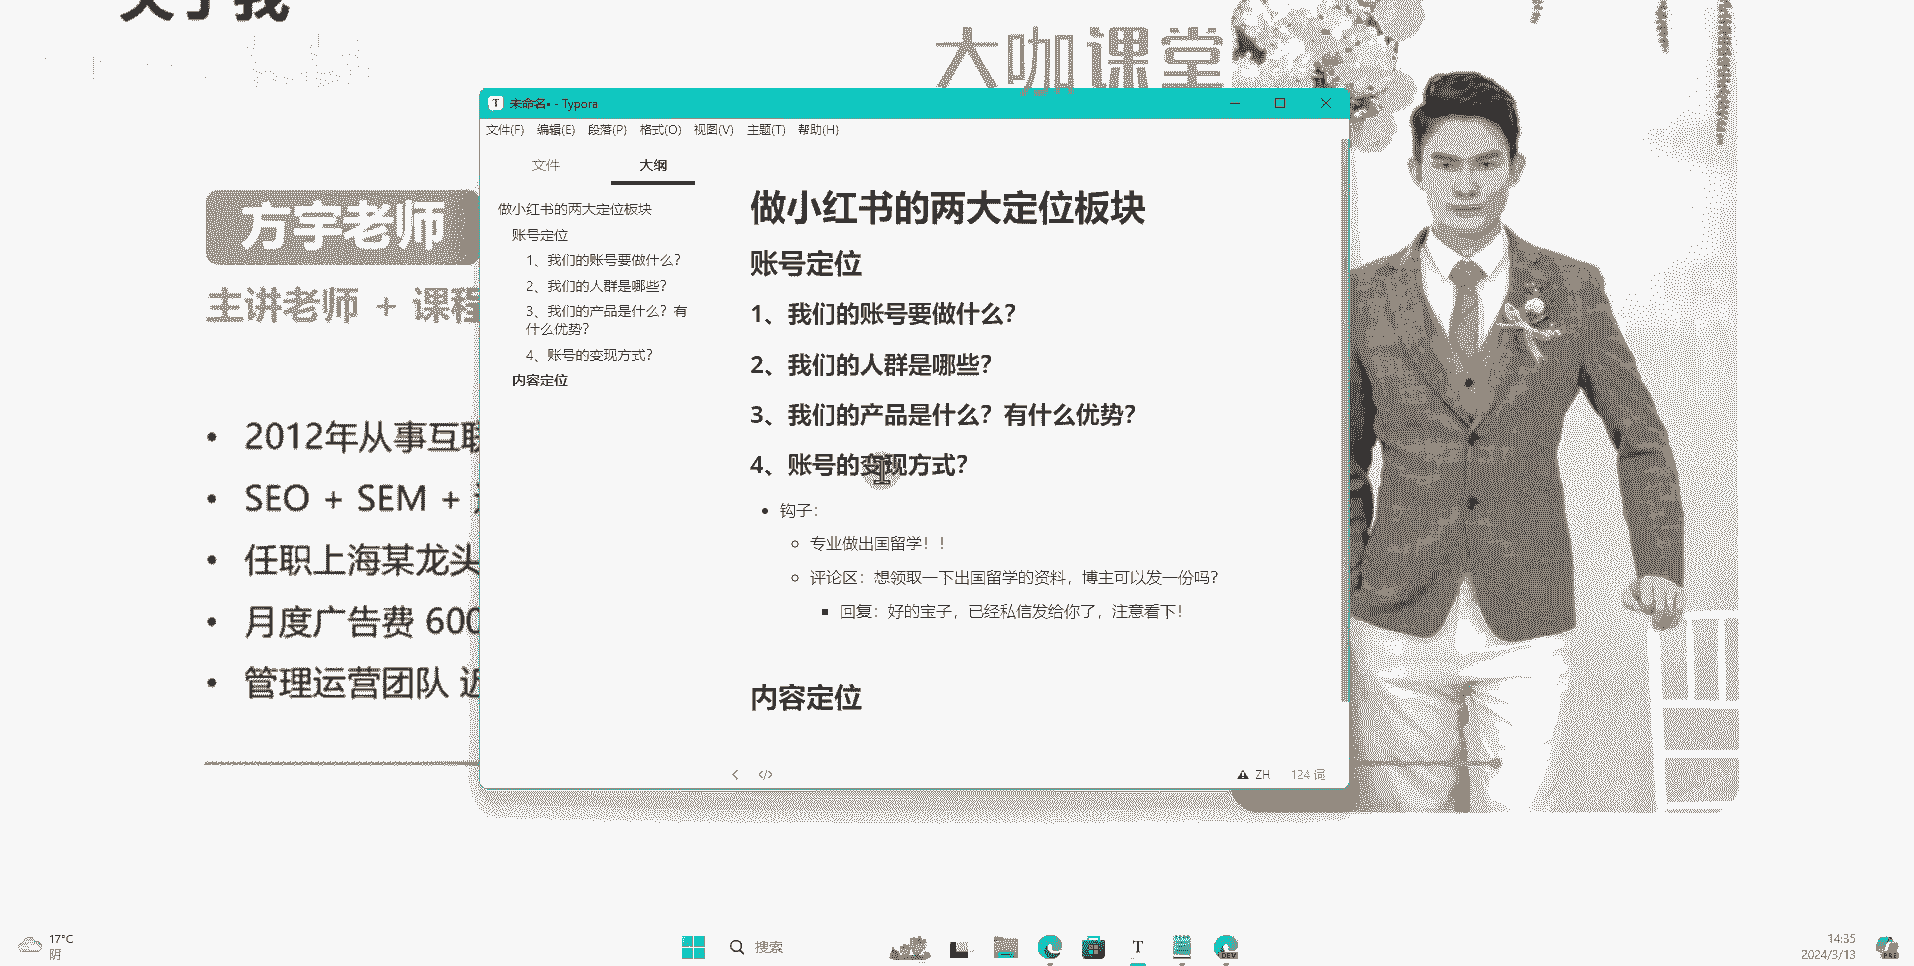 大咖课堂
方宇老师
主讲老师 + 课程
2012年从事互联
SEO + SEM +
任职上海某龙头
月度广告费 600
管理运营团队 近
未命名• - Typora
文件(F) 编辑(E) 段落(P) 格式(O) 视图(V) 主题(T) 帮助(H)
文件 大纲
做小红书的两大定位板块
账号定位
1、我们的账号要做什么？
2、我们的人群是哪些？
3、我们的产品是什么？有
什么优势？
4、账号的变现方式？
内容定位
做小红书的两大定位板块
账号定位
1、我们的账号要做什么？
2、我们的人群是哪些？
3、我们的产品是什么？有什么优势？
4、账号的变现方式？
钩子：
专业做出国留学！！
评论区：想领取一下出国留学的资料，博主可以发一份吗？
回复：好的宝子，已经私信发给你了，注意看下！
内容定位
ZH 124 词
17°C
阴
搜索
T
DEV
14:35
2024/3/13
PRE